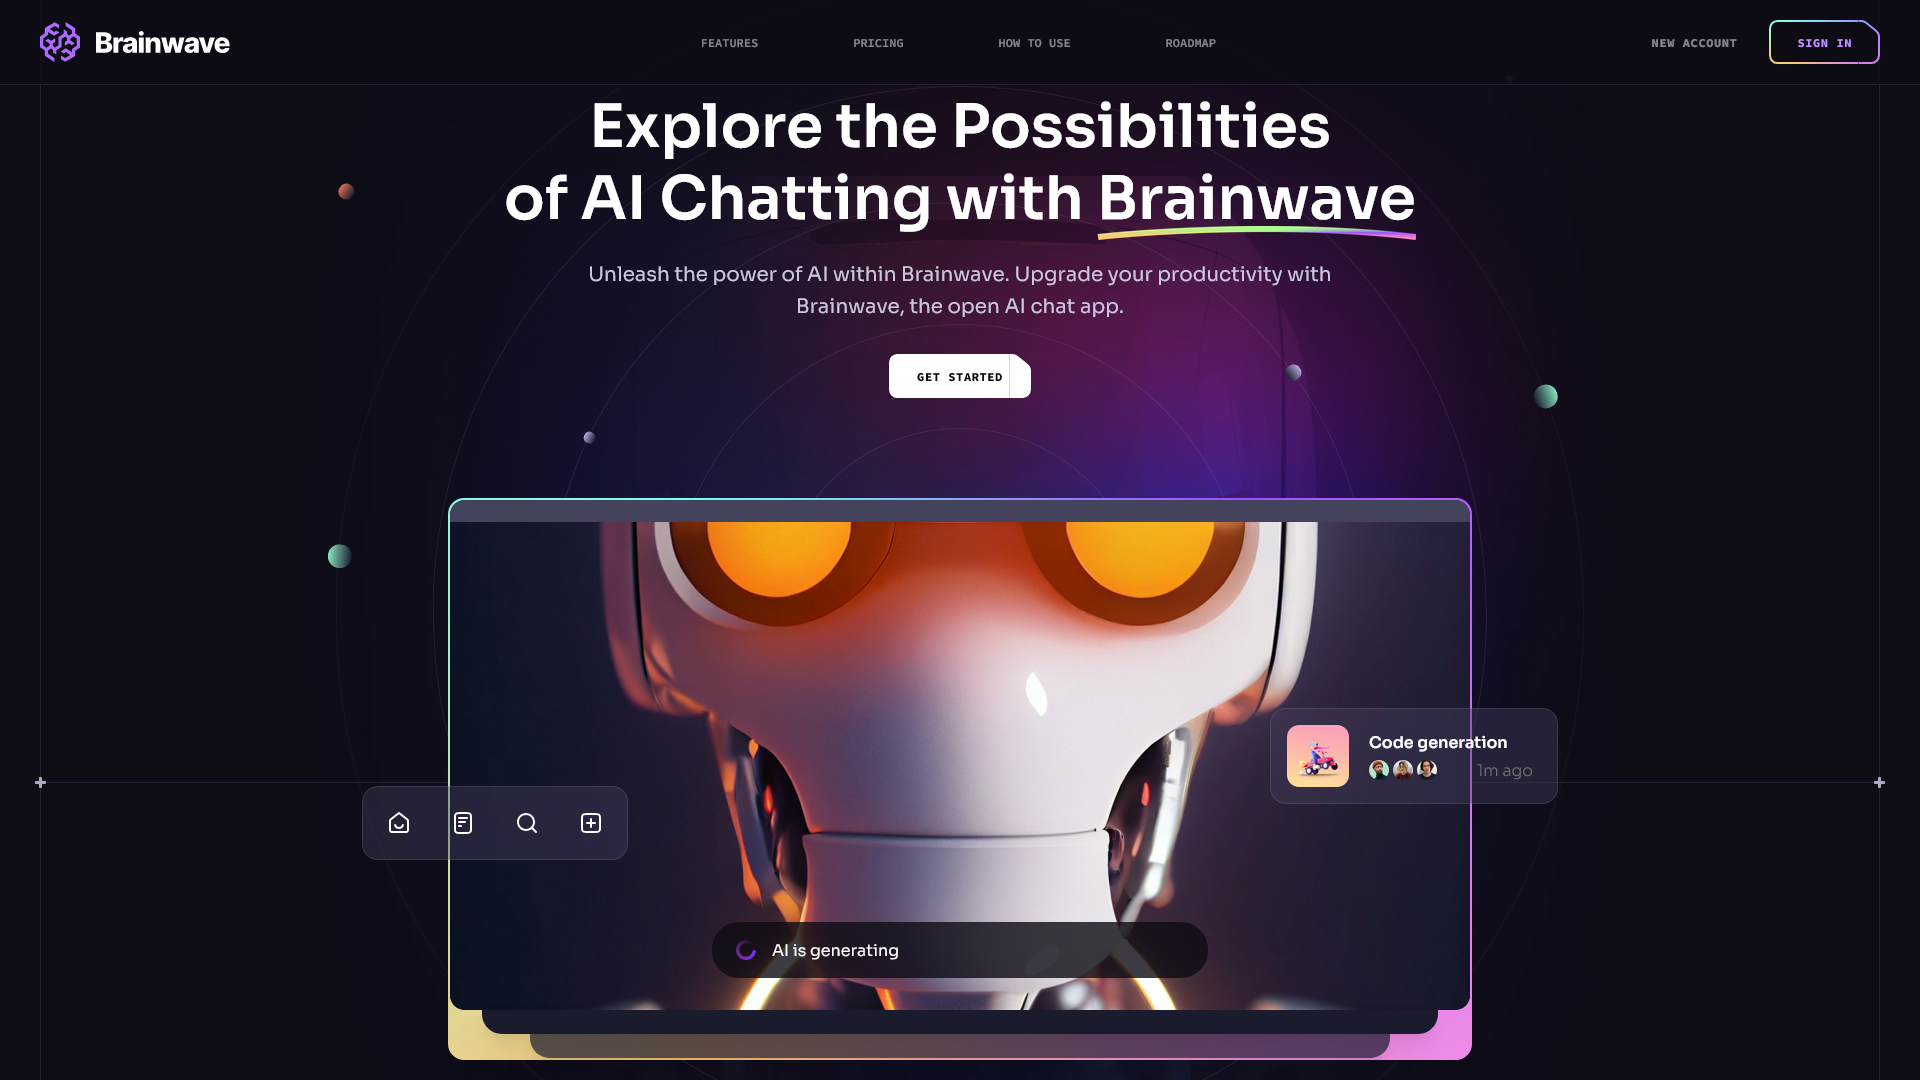 Brainwave
FEATURES
PRICING
HOW TO USE
ROADMAP
NEW ACCOUNT
SIGN IN
Explore the Possibilities
of AI Chatting with Brainwave
Unleash the power of AI within Brainwave. Upgrade your productivity with
Brainwave, the open AI chat app.
GET STARTED
Code generation
1m ago
AI is generating